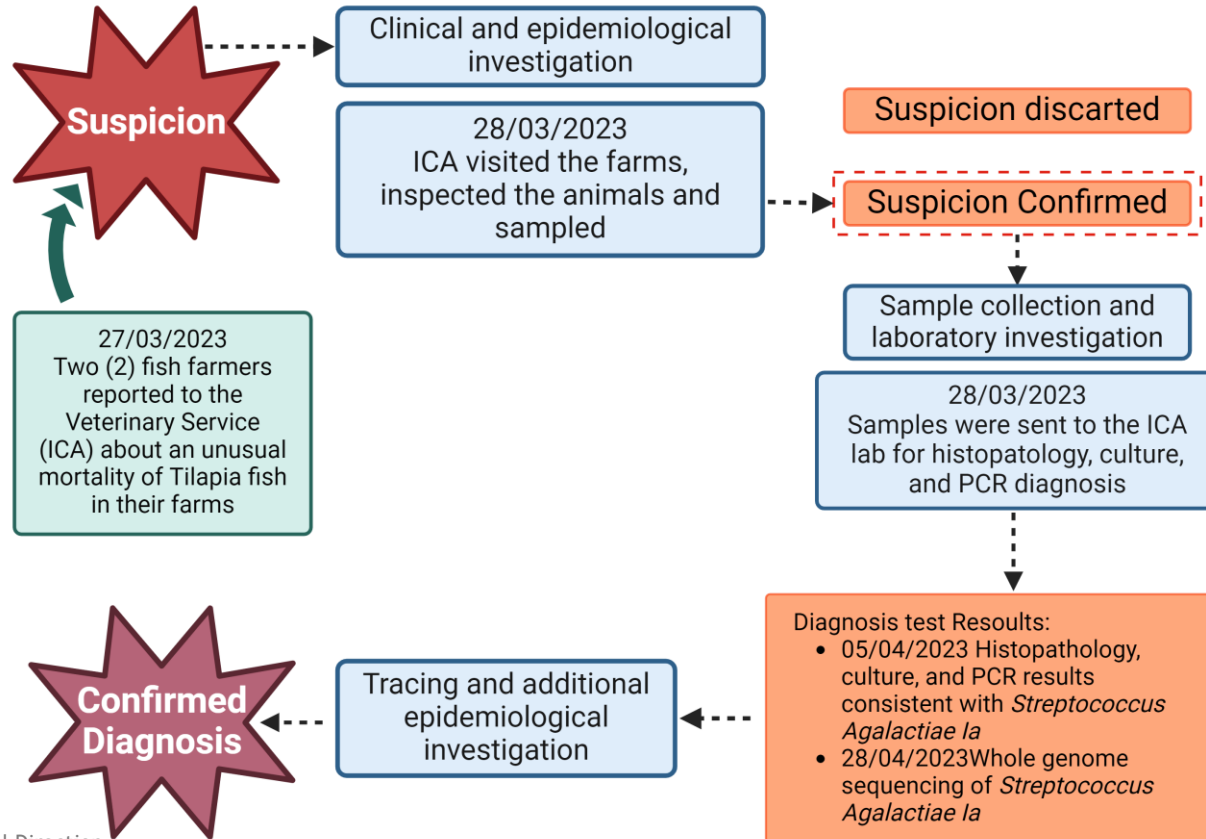 Suspicion
Clinical and epidemiological
investigation
28/03/2023
ICA visited the farms,
inspected the animals and
sampled
Suspicion discarted
Suspicion Confirmed
Sample collection and
laboratory investigation
28/03/2023
Samples were sent to the ICA
lab for histopatology, culture,
and PCR diagnosis
27/03/2023
Two (2) fish farmers
reported to the
Veterinary Service
(ICA) about an unusual
mortality of Tilapia fish
in their farms
Diagnosis test Resoults:
• 05/04/2023 Histopathology,
culture, and PCR results
consistent with Streptococcus
Agalactiae Ia
• 28/04/2023Whole genome
sequencing of Streptococcus
Agalactiae Ia
Tracing and additional
epidemiological
investigation
Confirmed
Diagnosis